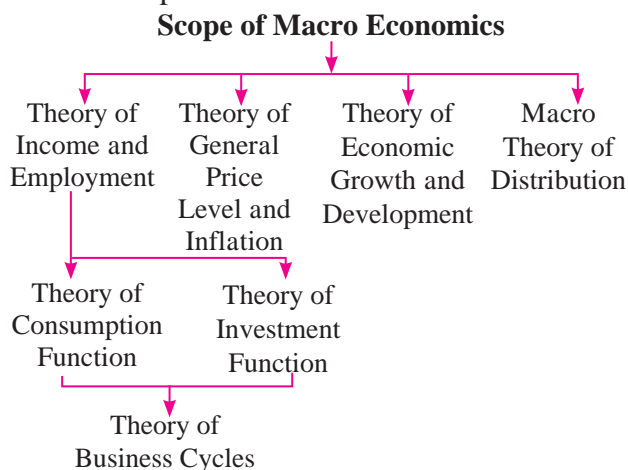 Scope of Macro Economics
Theory of
Income and
Employment
Theory of
General
Price
Level and
Inflation
Theory of
Economic
Growth and
Development
Macro
Theory of
Distribution
Theory of
Consumption
Function
Theory of
Investment
Function
Theory of
Business Cycles